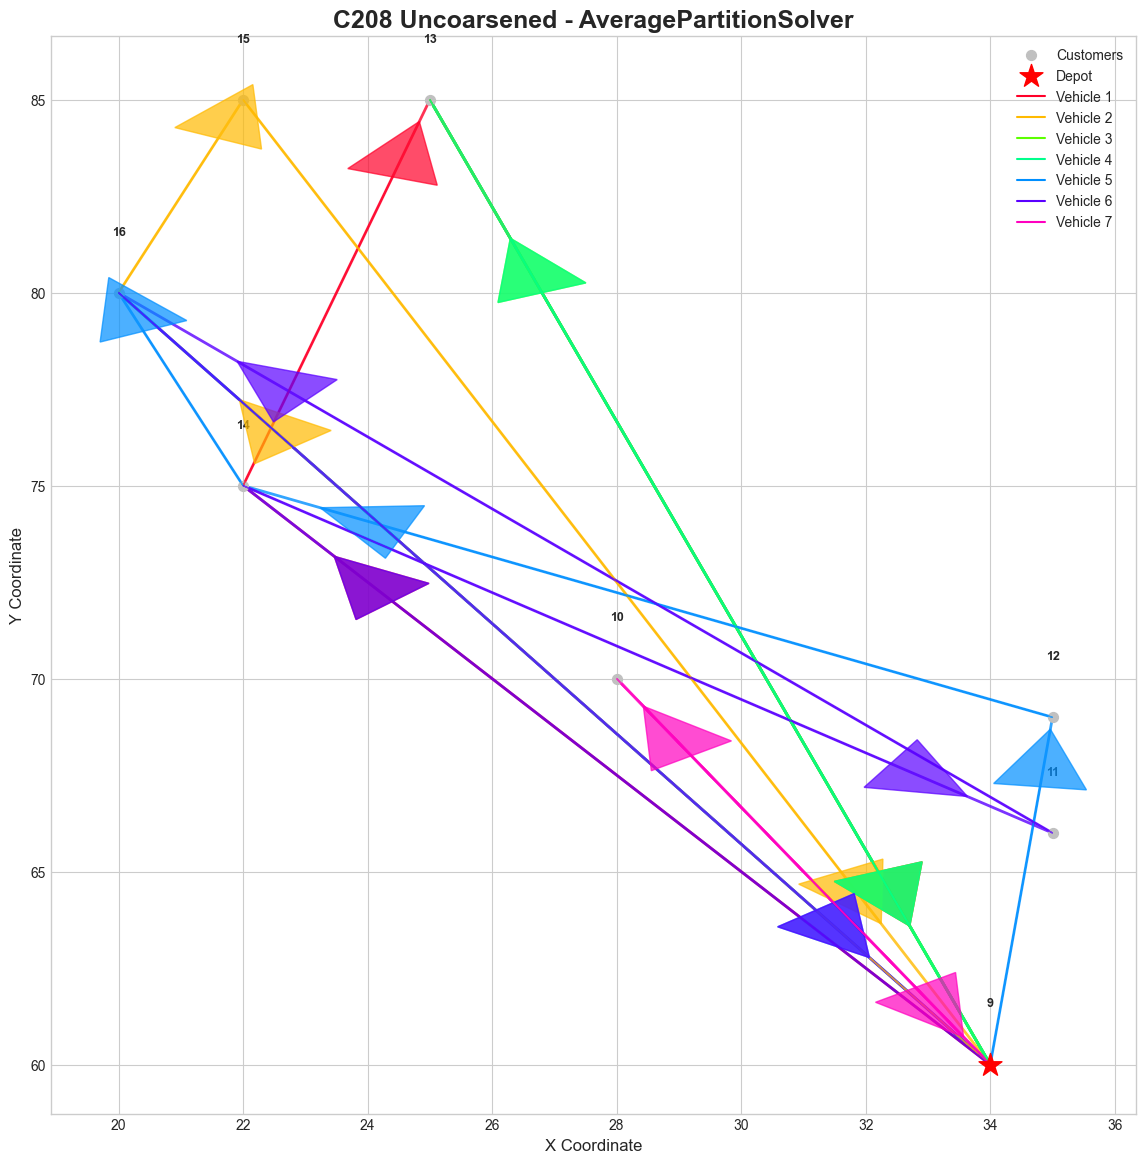 C208 Uncoarsened - AveragePartitionSolver
15
13
Customers
Depot
Vehicle 1
Vehicle 2
Vehicle 3
Vehicle 4
Vehicle 5
Vehicle 6
Vehicle 7
16
14
10
12
11
9
85
80
75
70
65
60
Y Coordinate
20
22
24
26
28
30
32
34
36
X Coordinate